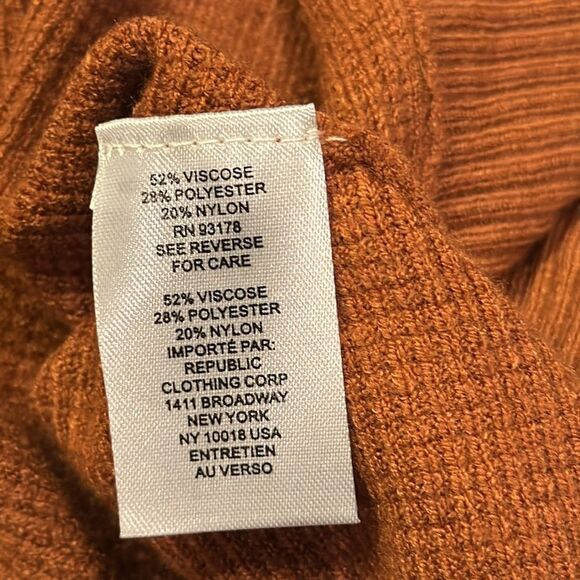 52% VISCOSE
28% POLYESTER
20% NYLON
RN 93178
SEE REVERSE
FOR CARE
52% VISCOSE
28% POLYESTER
20% NYLON
IMPORTÉ PAR:
REPUBLIC
CLOTHING CORP
1411 BROADWAY
NEW YORK
NY 10018 USA
ENTRETIEN
AU VERSO